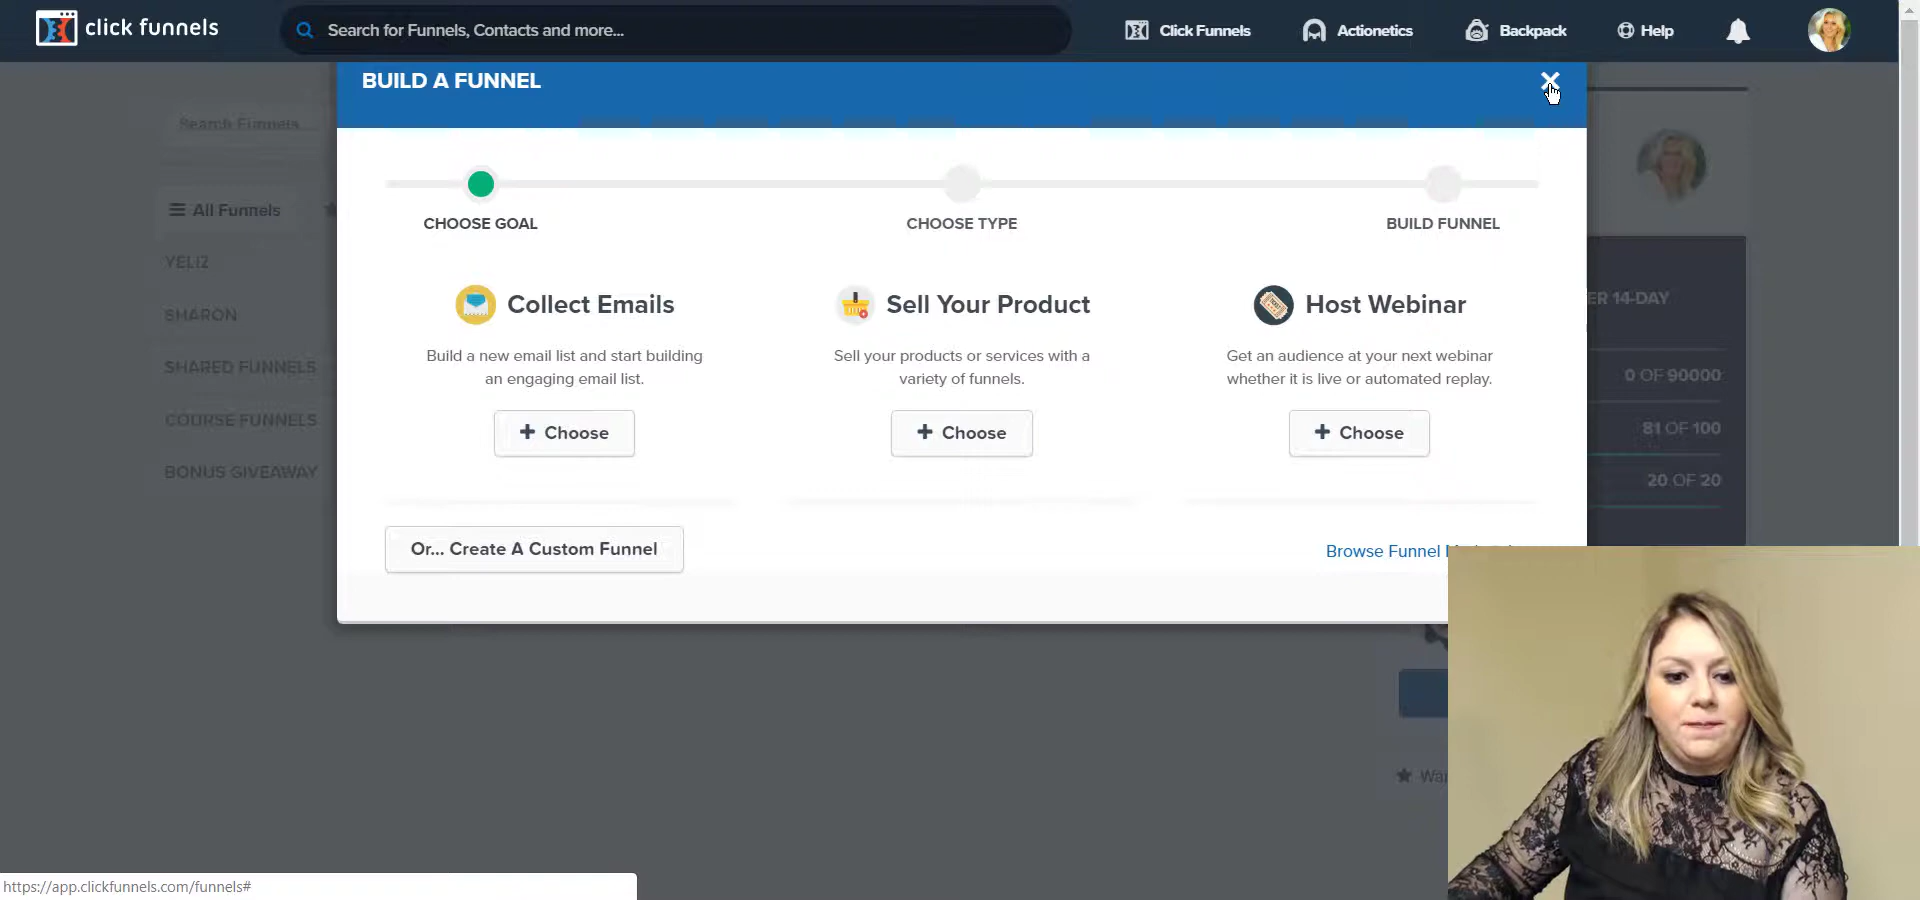 click funnels
Search for Funnels, Contacts and more...
Click Funnels
Actionetics
Backpack
Help
BUILD A FUNNEL
Search Funnels...
CHOOSE GOAL
CHOOSE TYPE
BUILD FUNNEL
All Funnels
YELIZ
SHARON
SHARED FUNNELS
COURSE FUNNELS
BONUS GIVEAWAY
Collect Emails
Build a new email list and start building
an engaging email list.
+ Choose
Sell Your Product
Sell your products or services with a
variety of funnels.
+ Choose
Host Webinar
Get an audience at your next webinar
whether it is live or automated replay.
+ Choose
14-DAY
0 OF 90000
81 OF 100
20 OF 20
Or... Create A Custom Funnel
Browse Funnel
https://app.clickfunnels.com/funnels#